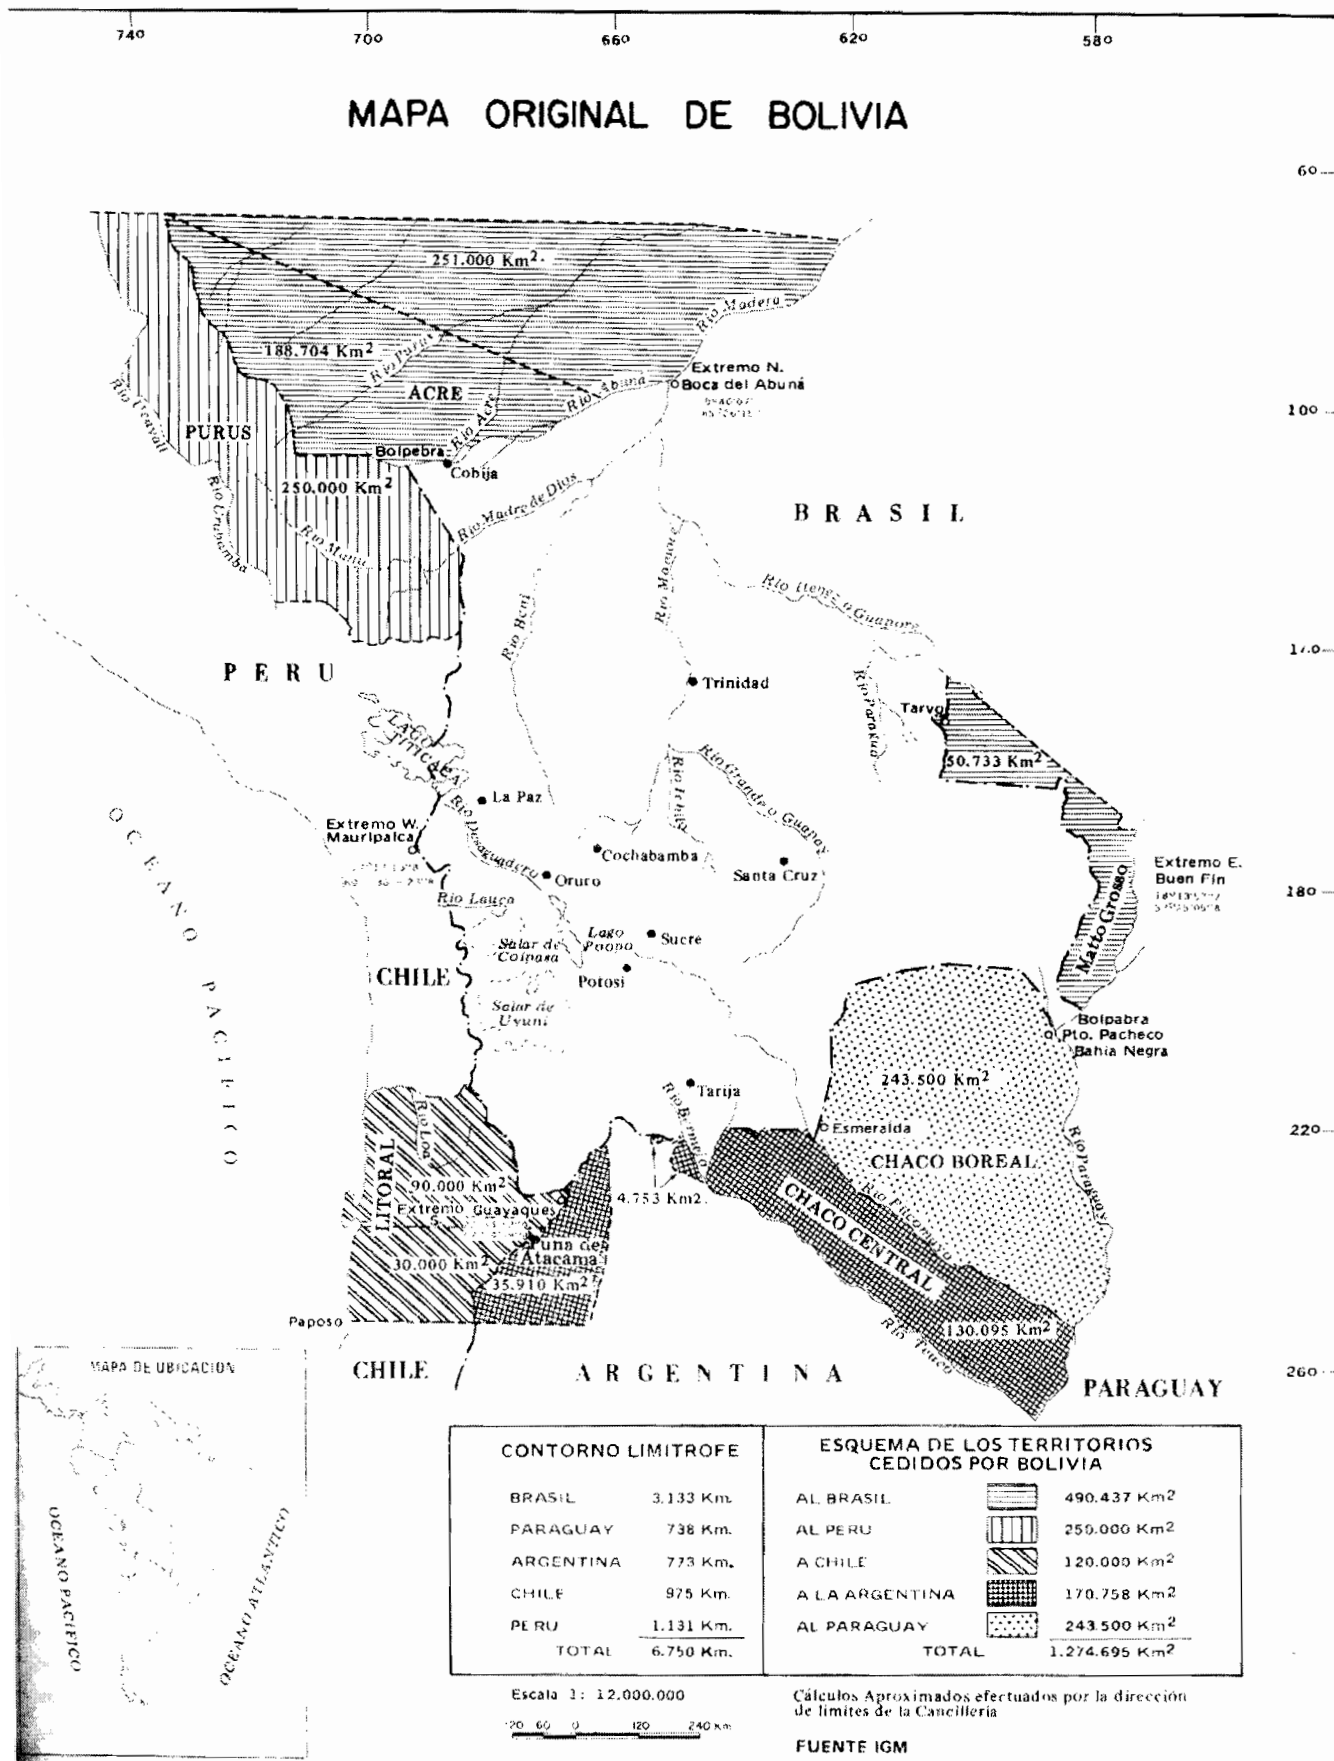 740 700 660 620 580
MAPA ORIGINAL DE BOLIVIA
60
251.000 Km2.
Rio Madera
188.704 Km2
Rio Purus
Extremo N.
Boca del Abuná
ACRE
Rio Abuná
Rio Acre
100
Rio Ucayali
PURUS
Bolpebra
Cobija
250.000 Km2
Rio Urubamba
Rio Manu
Rio Madre de Dios
BRASIL
Rio Mamoré
Rio Beni
Rio Itenez o Guaporé
PERU
Trinidad
Rio Paragua
Tarvo
LAGO
TITICACA
50.733 Km2
Rio Grande o Guapay
Rio Ichilo
La Paz
OCEANO PACIFICO
Extremo W.
Mauripalca
Rio Desaguadero
Cochabamba
Santa Cruz
Oruro
Extremo E.
Buen Fin
180
Rio Lauca
Matto Grosso
Lago
Poopo
Sucre
Salar de
Coipasa
CHILE
Potosi
Salar de
Uyuni
Bolpabra
Pto. Pacheco
Bahia Negra
243.500 Km2
Tarija
Rio Bermejo
Rio Loa
Esmeralda
220
LITORAL
CHACO BOREAL
Rio Paraguay
90.000 Km2
4.753 Km2.
Rio Pilcomayo
CHACO CENTRAL
Extremo Guayaques
S.
Puna de
Atacama
30.000 Km2
35.910 Km2
Paposo
130.095 Km2
Rio Teuco
CHILE
ARGENTINA
PARAGUAY
260
MAPA DE UBICACION
OCEANO PACIFICO
OCEANO ATLANTICO
CONTORNO LIMITROFE
BRASIL 3.133 Km.
PARAGUAY 738 Km.
ARGENTINA 773 Km.
CHILE 975 Km.
PERU 1.131 Km.
TOTAL 6.750 Km.
ESQUEMA DE LOS TERRITORIOS
CEDIDOS POR BOLIVIA
AL BRASIL 490.437 Km2
AL PERU 250.000 Km2
A CHILE 120.000 Km2
A LA ARGENTINA 170.758 Km2
AL PARAGUAY 243.500 Km2
TOTAL 1.274.695 Km2
Escala 1: 12.000.000
120 60 0 120 240 Km
Cálculos Aproximados efectuados por la dirección
de limites de la Cancillería
FUENTE IGM